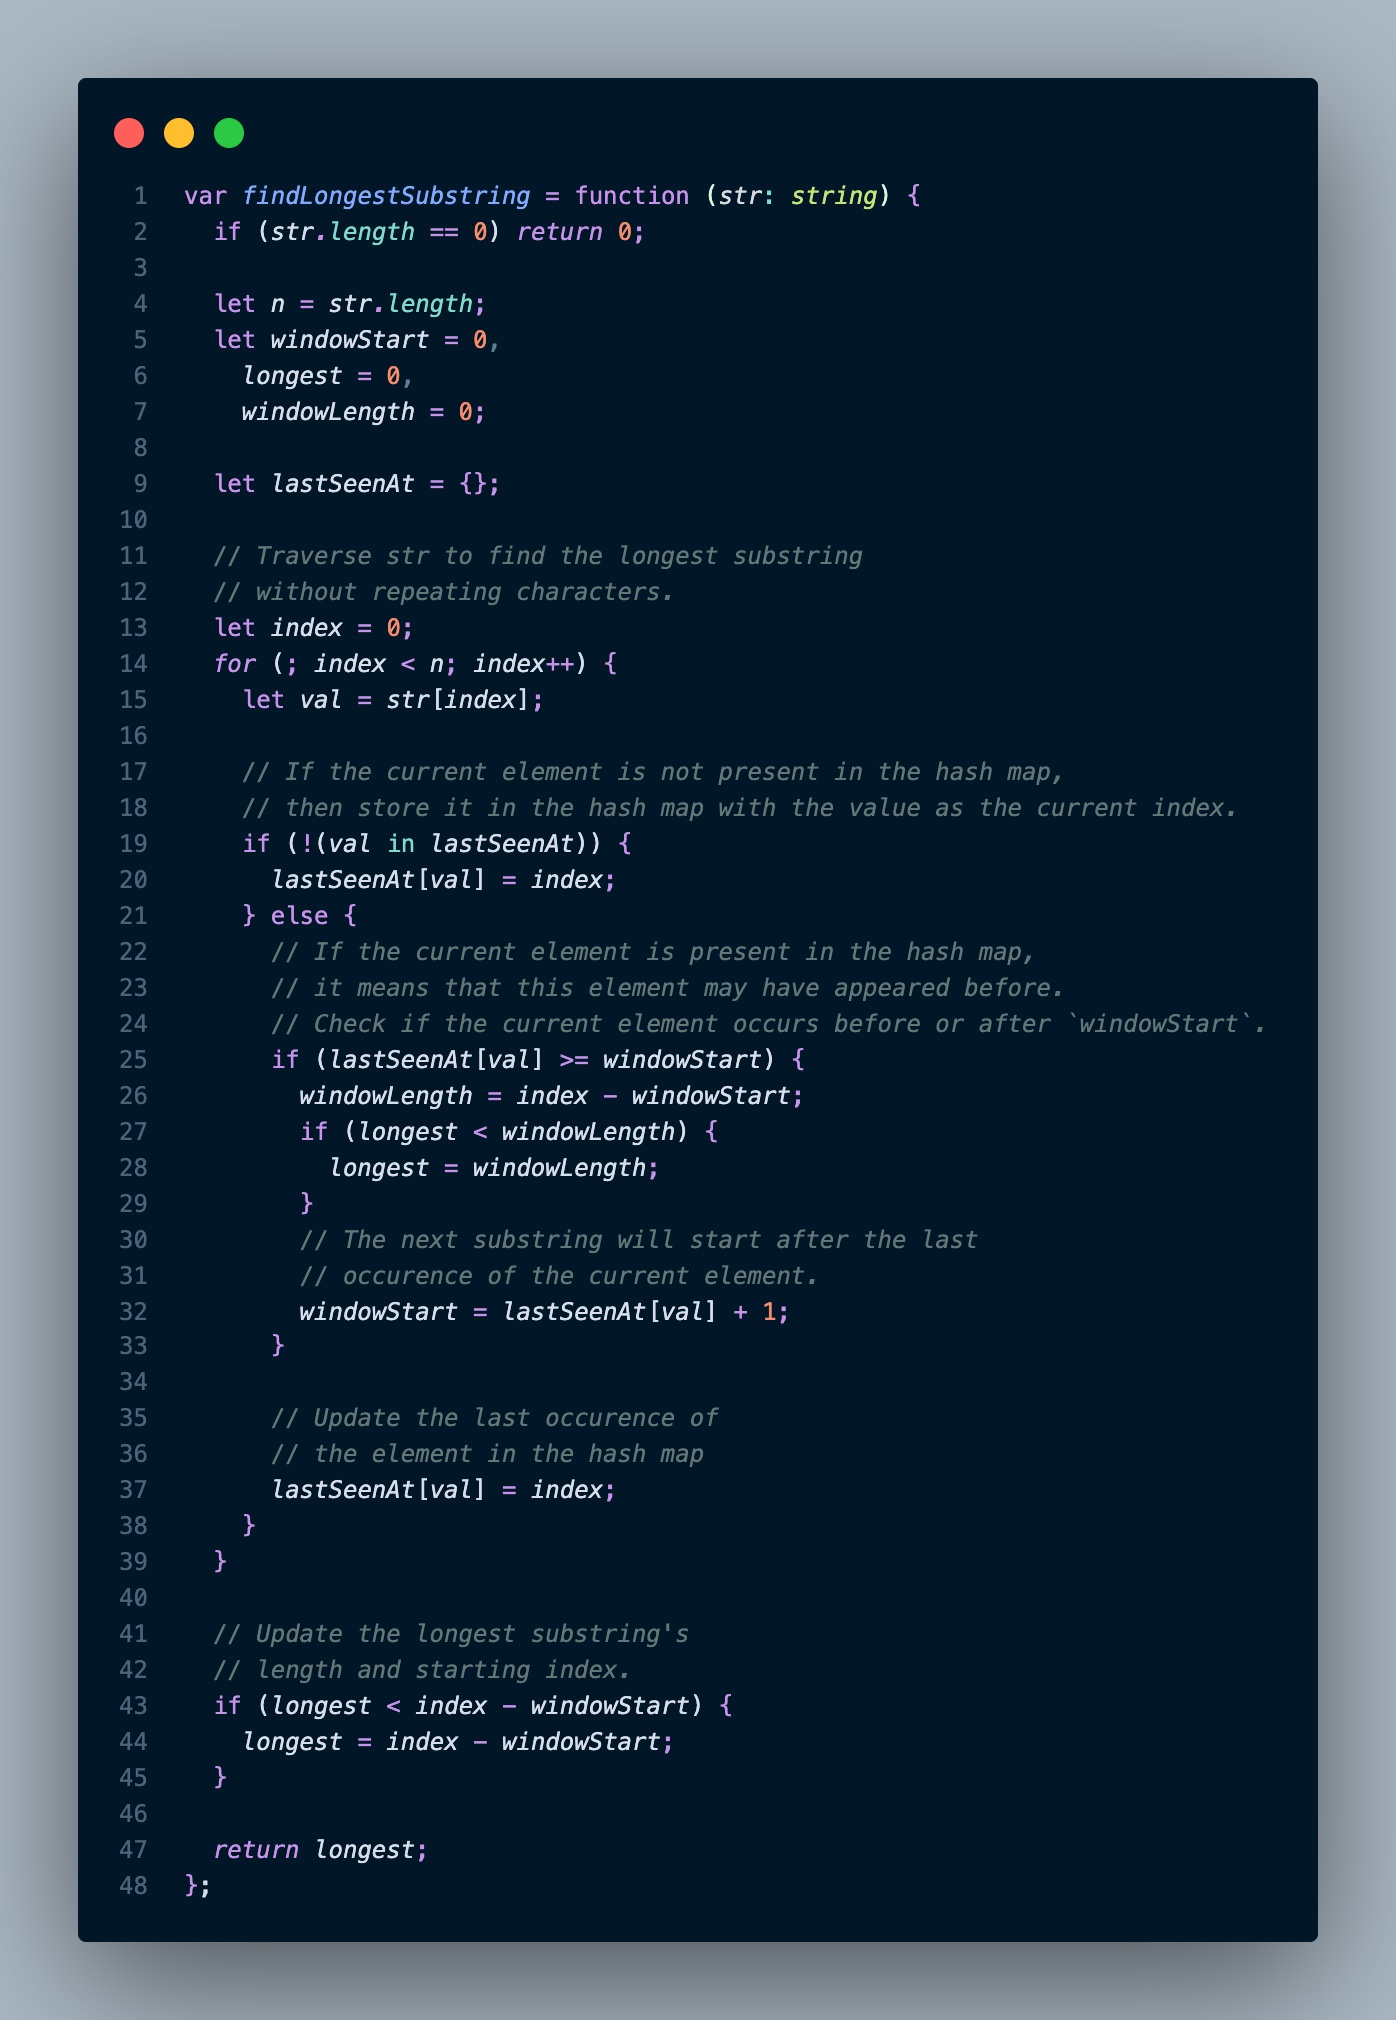 1 var findLongestSubstring = function (str: string) {
2   if (str.length == 0) return 0;
3
4   let n = str.length;
5   let windowStart = 0,
6     longest = 0,
7     windowLength = 0;
8
9   let lastSeenAt = {};
10
11   // Traverse str to find the longest substring
12   // without repeating characters.
13   let index = 0;
14   for (; index < n; index++) {
15     let val = str[index];
16
17     // If the current element is not present in the hash map,
18     // then store it in the hash map with the value as the current index.
19     if (!(val in lastSeenAt)) {
20       lastSeenAt[val] = index;
21     } else {
22       // If the current element is present in the hash map,
23       // it means that this element may have appeared before.
24       // Check if the current element occurs before or after `windowStart`.
25       if (lastSeenAt[val] >= windowStart) {
26         windowLength = index - windowStart;
27         if (longest < windowLength) {
28           longest = windowLength;
29         }
30         // The next substring will start after the last
31         // occurence of the current element.
32         windowStart = lastSeenAt[val] + 1;
33       }
34
35       // Update the last occurence of
36       // the element in the hash map
37       lastSeenAt[val] = index;
38     }
39   }
40
41   // Update the longest substring's
42   // length and starting index.
43   if (longest < index - windowStart) {
44     longest = index - windowStart;
45   }
46
47   return longest;
48 };